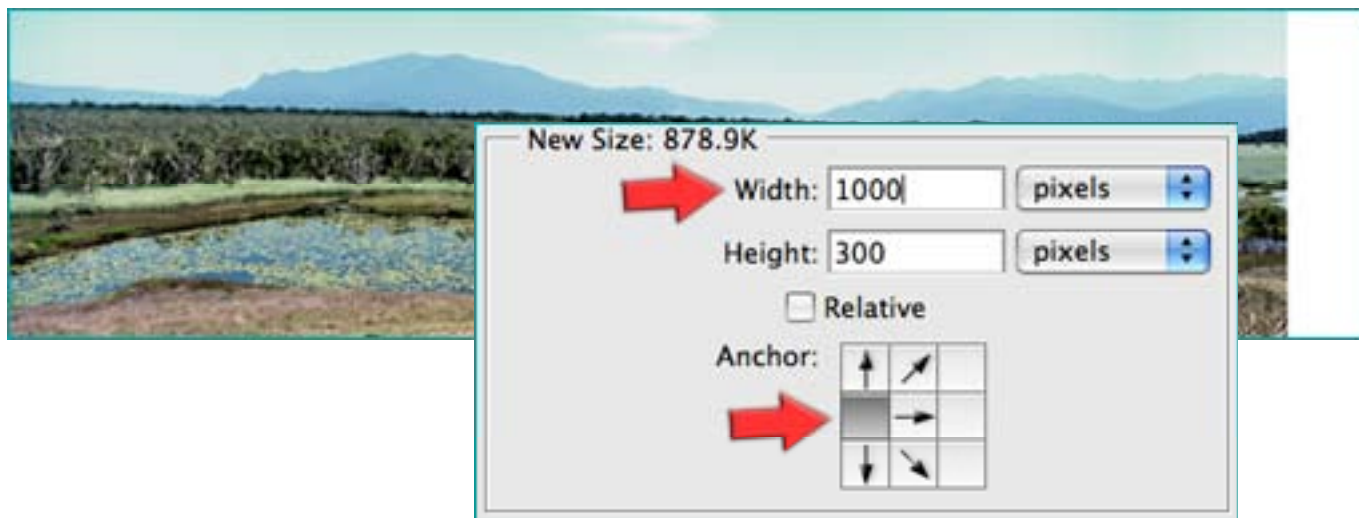 New Size: 878.9K
Width: 1000 pixels
Height: 300 pixels
Relative
Anchor: